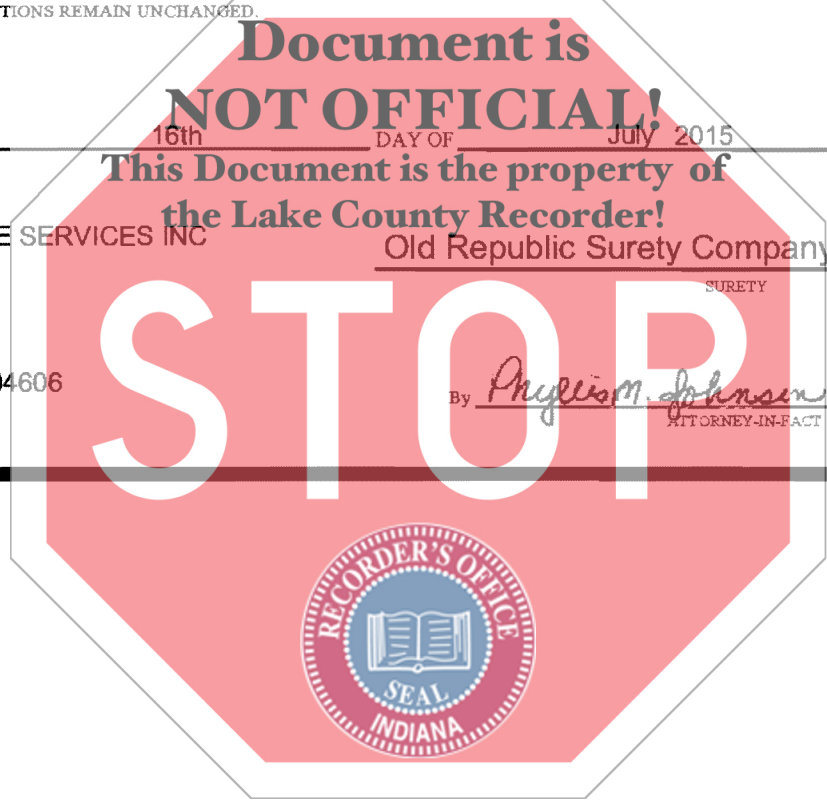 TIONS REMAIN UNCHANGED.
Document is
NOT OFFICIAL!
16th DAY OF July 2015
This Document is the property of
the Lake County Recorder!
E SERVICES INC
Old Republic Surety Company
SURETY
STOP
4606
By Phyllis M. Johnson
ATTORNEY-IN-FACT
RECORDER'S OFFICE
SEAL
INDIANA